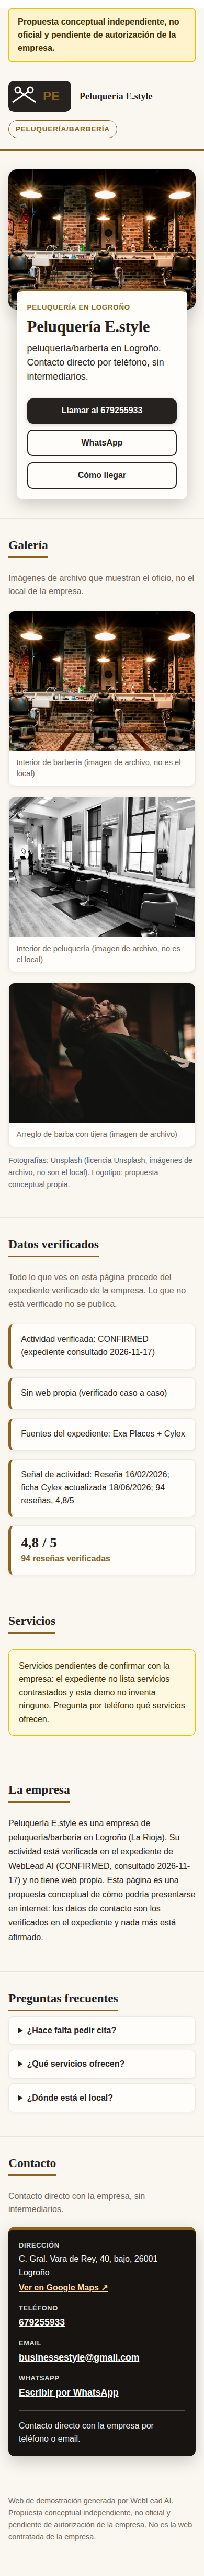 Propuesta conceptual independiente, no
oficial y pendiente de autorización de la
empresa.
PE
Peluquería E.style
PELUQUERÍA/BARBERÍA
PELUQUERÍA EN LOGROÑO
Peluquería E.style
peluquería/barbería en Logroño.
Contacto directo por teléfono, sin
intermediarios.
Llamar al 679255933
WhatsApp
Cómo llegar
Galería
Imágenes de archivo que muestran el oficio, no el
local de la empresa.
Interior de barbería (imagen de archivo, no es el
local)
Interior de peluquería (imagen de archivo, no es
el local)
Arreglo de barba con tijera (imagen de archivo)
Fotografías: Unsplash (licencia Unsplash, imágenes de
archivo, no son el local). Logotipo: propuesta
conceptual propia.
Datos verificados
Todo lo que ves en esta página procede del
expediente verificado de la empresa. Lo que no
está verificado no se publica.
Actividad verificada: CONFIRMED
(expediente consultado 2026-11-17)
Sin web propia (verificado caso a caso)
Fuentes del expediente: Exa Places + Cylex
Señal de actividad: Reseña 16/02/2026;
ficha Cylex actualizada 18/06/2026; 94
reseñas, 4,8/5
4,8 / 5
94 reseñas verificadas
Servicios
Servicios pendientes de confirmar con la
empresa: el expediente no lista servicios
contrastados y esta demo no inventa
ninguno. Pregunta por teléfono qué servicios
ofrecen.
La empresa
Peluquería E.style es una empresa de
peluquería/barbería en Logroño (La Rioja). Su
actividad está verificada en el expediente de
WebLead AI (CONFIRMED, consultado 2026-11-
17) y no tiene web propia. Esta página es una
propuesta conceptual de cómo podría presentarse
en internet: los datos de contacto son los
verificados en el expediente y nada más está
afirmado.
Preguntas frecuentes
¿Hace falta pedir cita?
¿Qué servicios ofrecen?
¿Dónde está el local?
Contacto
Contacto directo con la empresa, sin
intermediarios.
DIRECCIÓN
C. Gral. Vara de Rey, 40, bajo, 26001
Logroño
Ver en Google Maps ↗
TELÉFONO
679255933
EMAIL
businessestyle@gmail.com
WHATSAPP
Escribir por WhatsApp
Contacto directo con la empresa por
teléfono o email.
Web de demostración generada por WebLead AI.
Propuesta conceptual independiente, no oficial y
pendiente de autorización de la empresa. No es la web
contratada de la empresa.